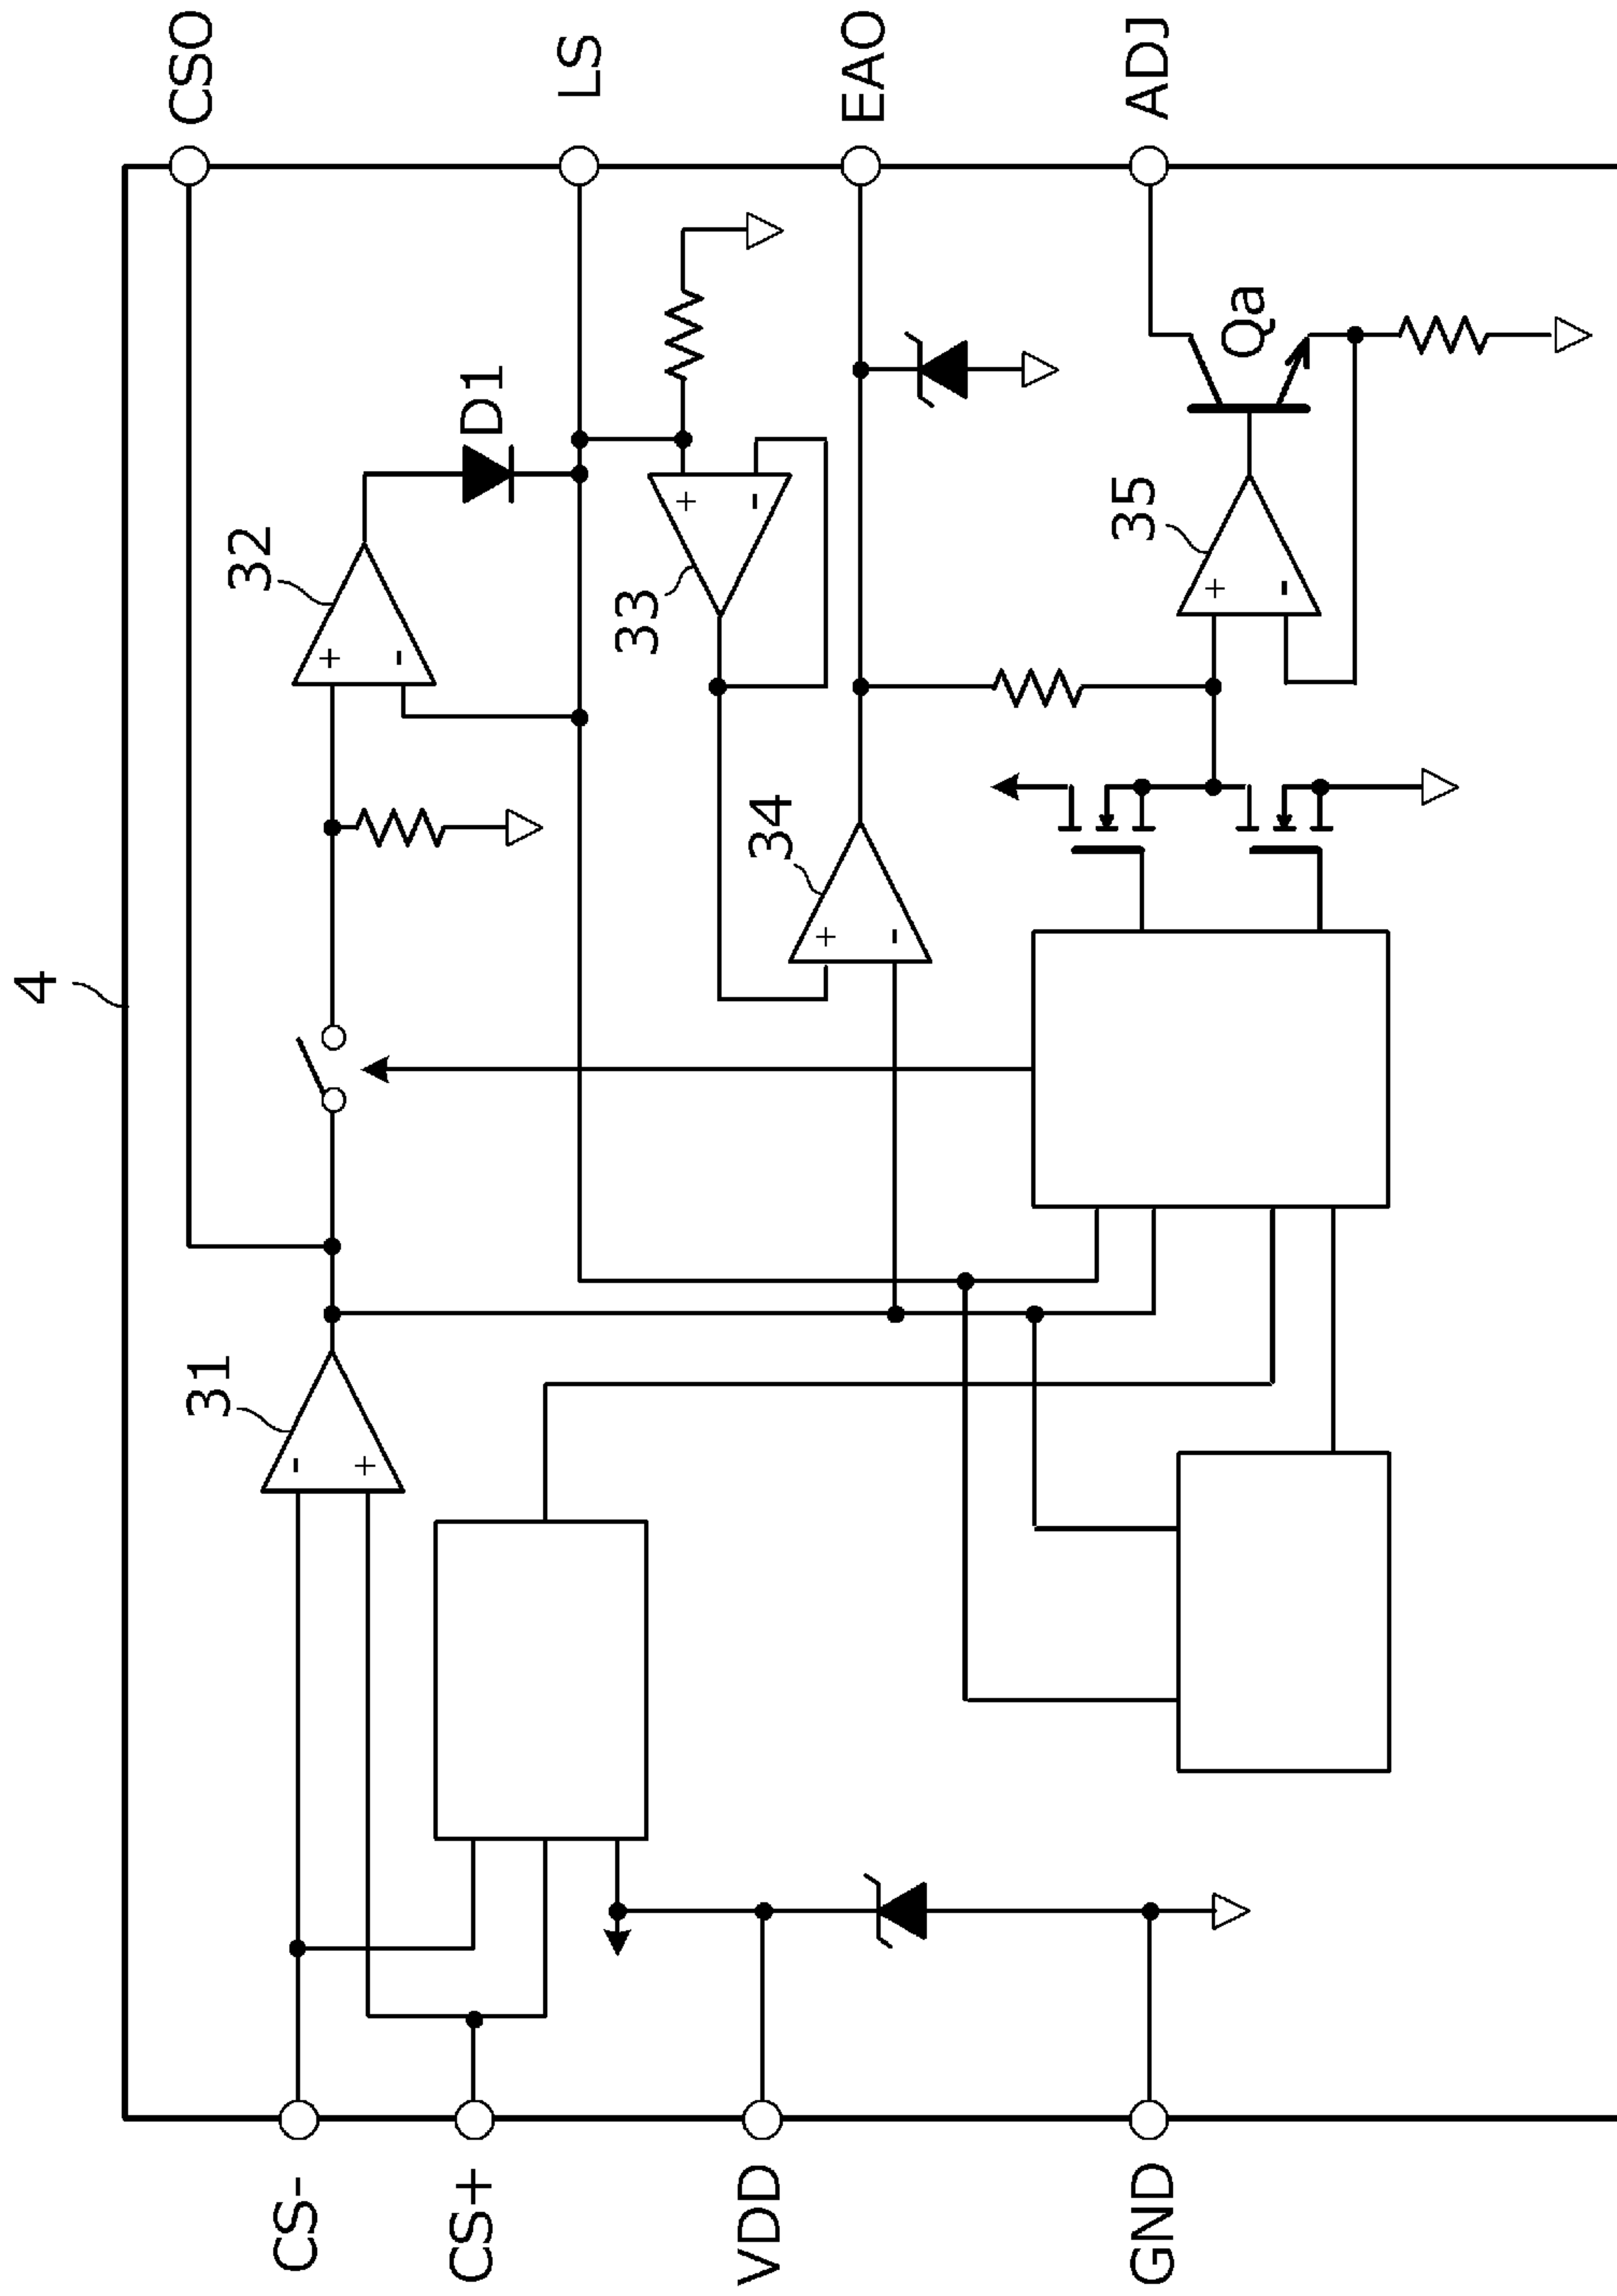 4
CS-
CS+
VDD
GND
31
-
+
32
+
-
D1
33
+
-
34
+
-
35
+
-
Qa
CSO
LS
EAO
ADJ